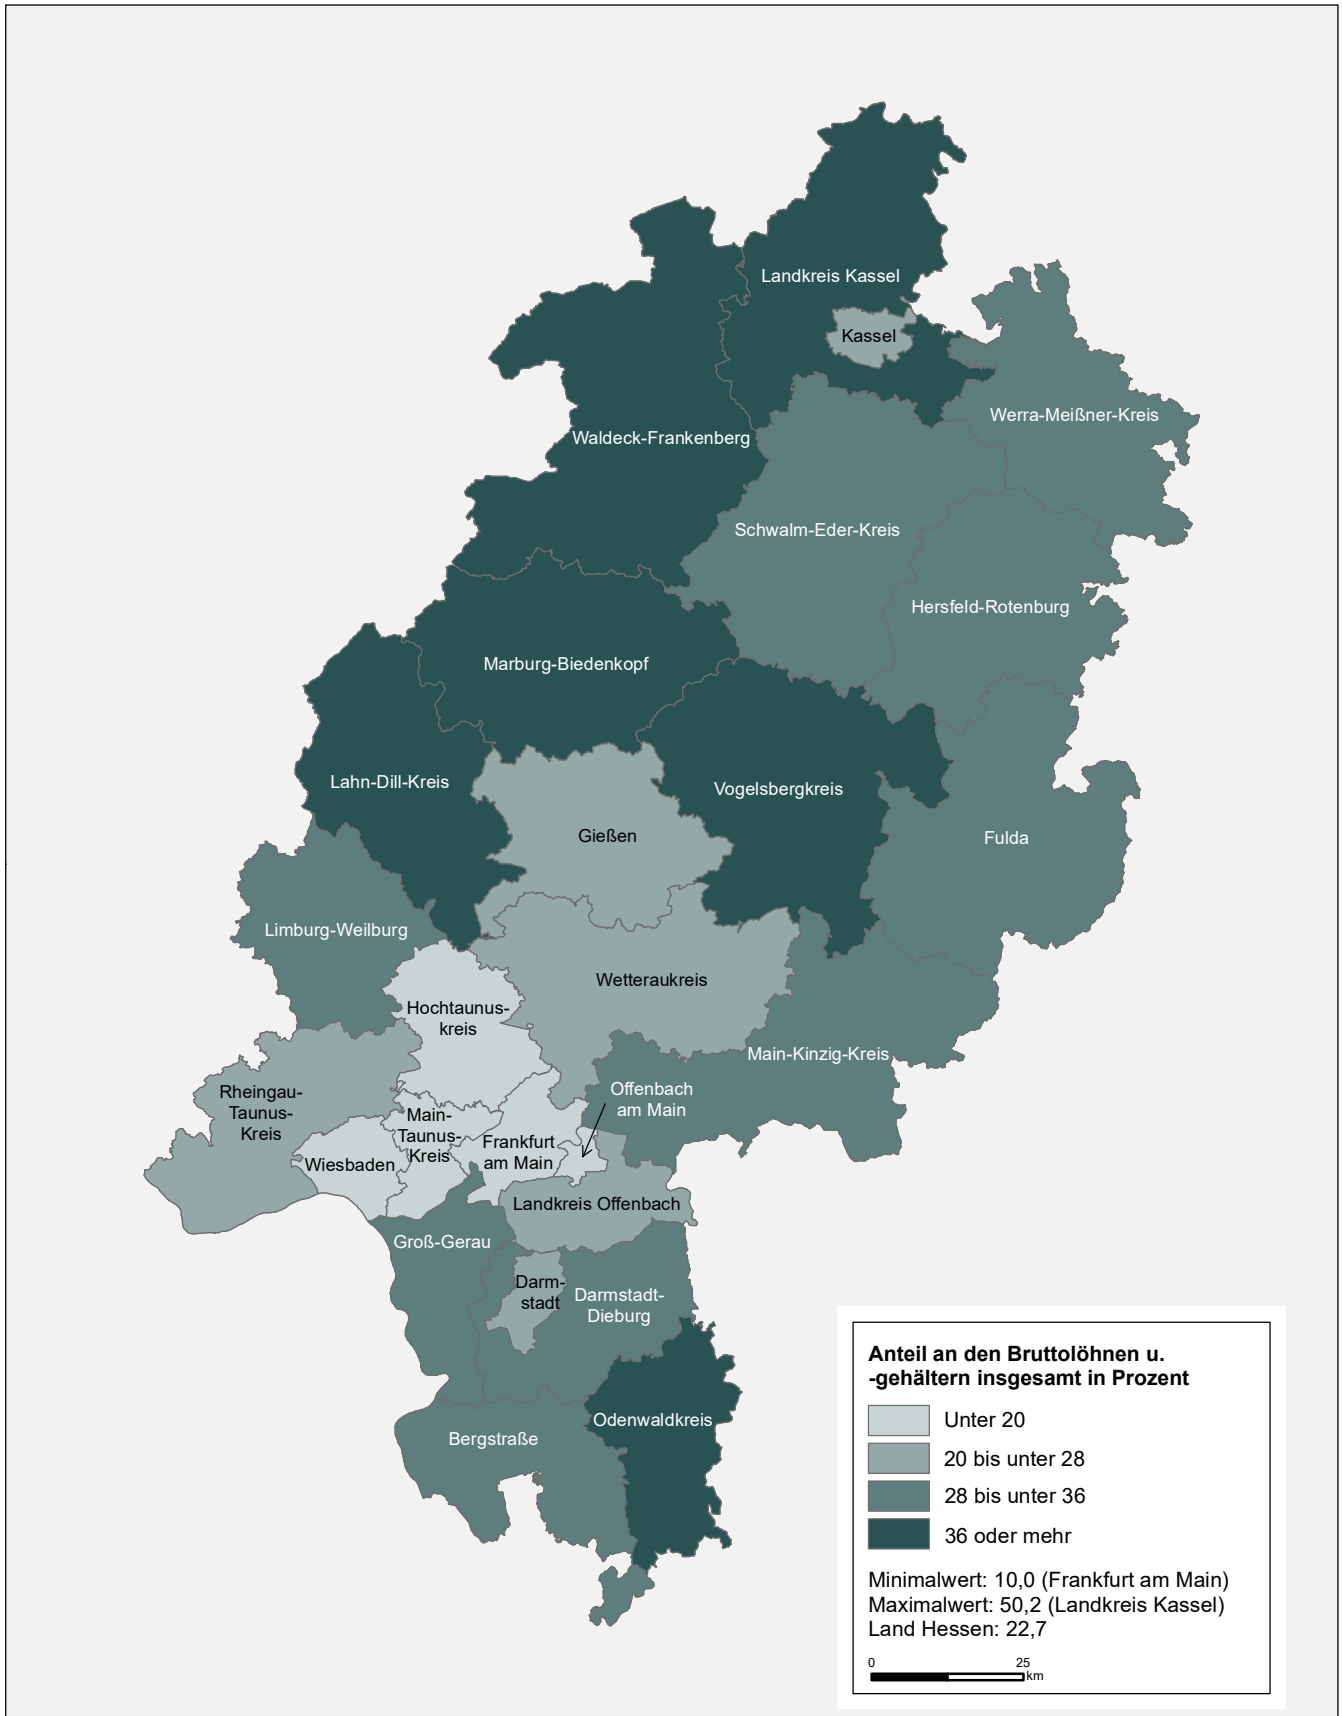 Landkreis Kassel
Kassel
Werra-Meißner-Kreis
Waldeck-Frankenberg
Schwalm-Eder-Kreis
Hersfeld-Rotenburg
Marburg-Biedenkopf
Lahn-Dill-Kreis
Vogelsbergkreis
Gießen
Fulda
Limburg-Weilburg
Wetteraukreis
Hochtaunus-
kreis
Main-Kinzig-Kreis
Offenbach
am Main
Rheingau-
Taunus-
Kreis
Main-
Taunus-
Kreis
Frankfurt
am Main
Wiesbaden
Landkreis Offenbach
Groß-Gerau
Darm-
stadt
Darmstadt-
Dieburg
Odenwaldkreis
Bergstraße
Anteil an den Bruttolöhnen u.
-gehältern insgesamt in Prozent
Unter 20
20 bis unter 28
28 bis unter 36
36 oder mehr
Minimalwert: 10,0 (Frankfurt am Main)
Maximalwert: 50,2 (Landkreis Kassel)
Land Hessen: 22,7
0 25
km